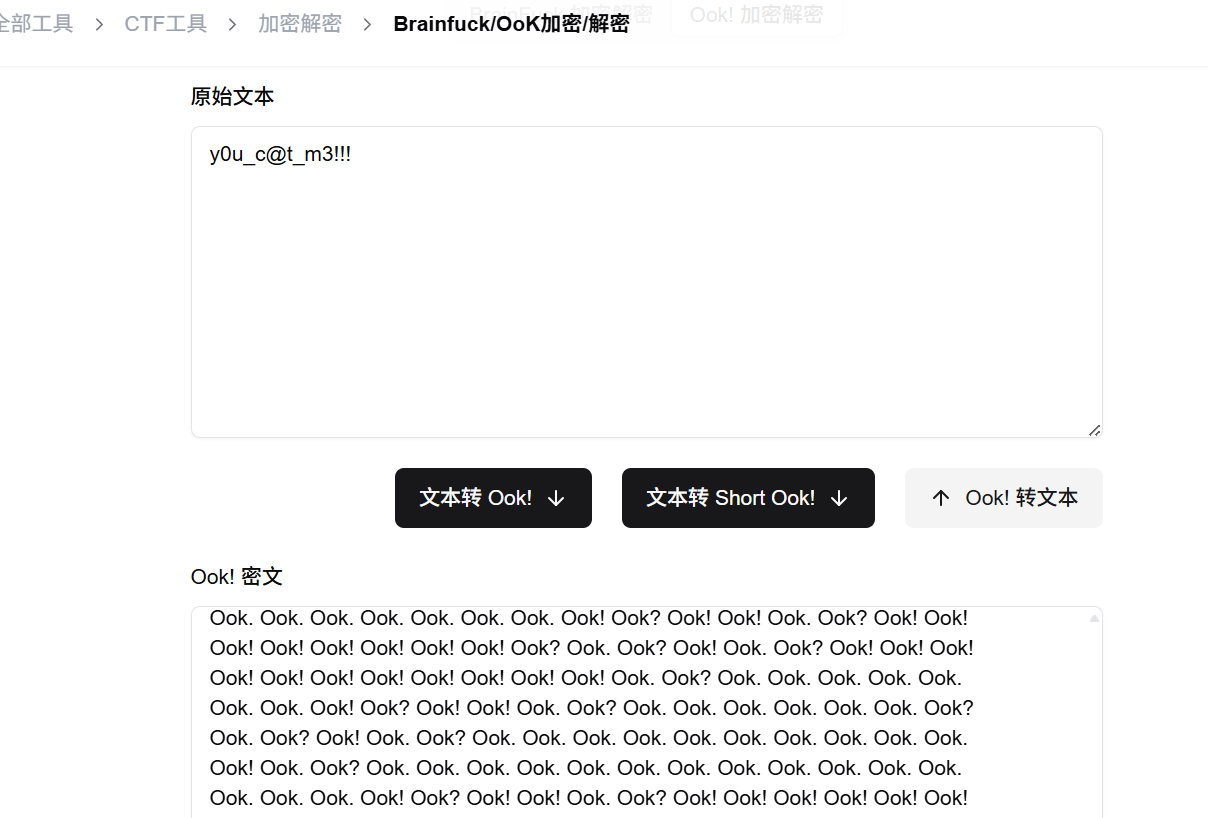 BrainFuck 加密解密 Ook! 加密解密
全部工具 > CTF工具 > 加密解密 > Brainfuck/OoK加密/解密
原始文本
y0u_c@t_m3!!!
文本转 Ook! ↓ 文本转 Short Ook! ↓ ↑ Ook! 转文本
Ook! 密文
Ook. Ook. Ook. Ook. Ook. Ook. Ook. Ook! Ook? Ook! Ook! Ook. Ook? Ook! Ook!
Ook! Ook! Ook! Ook! Ook! Ook! Ook? Ook. Ook? Ook! Ook. Ook? Ook! Ook! Ook!
Ook! Ook! Ook! Ook! Ook! Ook! Ook! Ook! Ook. Ook? Ook. Ook. Ook. Ook. Ook.
Ook. Ook. Ook! Ook? Ook! Ook! Ook. Ook? Ook. Ook. Ook. Ook. Ook. Ook. Ook?
Ook. Ook? Ook! Ook. Ook? Ook. Ook. Ook. Ook. Ook. Ook. Ook. Ook. Ook. Ook.
Ook! Ook. Ook? Ook. Ook. Ook. Ook. Ook. Ook. Ook. Ook. Ook. Ook. Ook. Ook.
Ook. Ook. Ook. Ook! Ook? Ook! Ook! Ook. Ook? Ook! Ook! Ook! Ook! Ook! Ook!